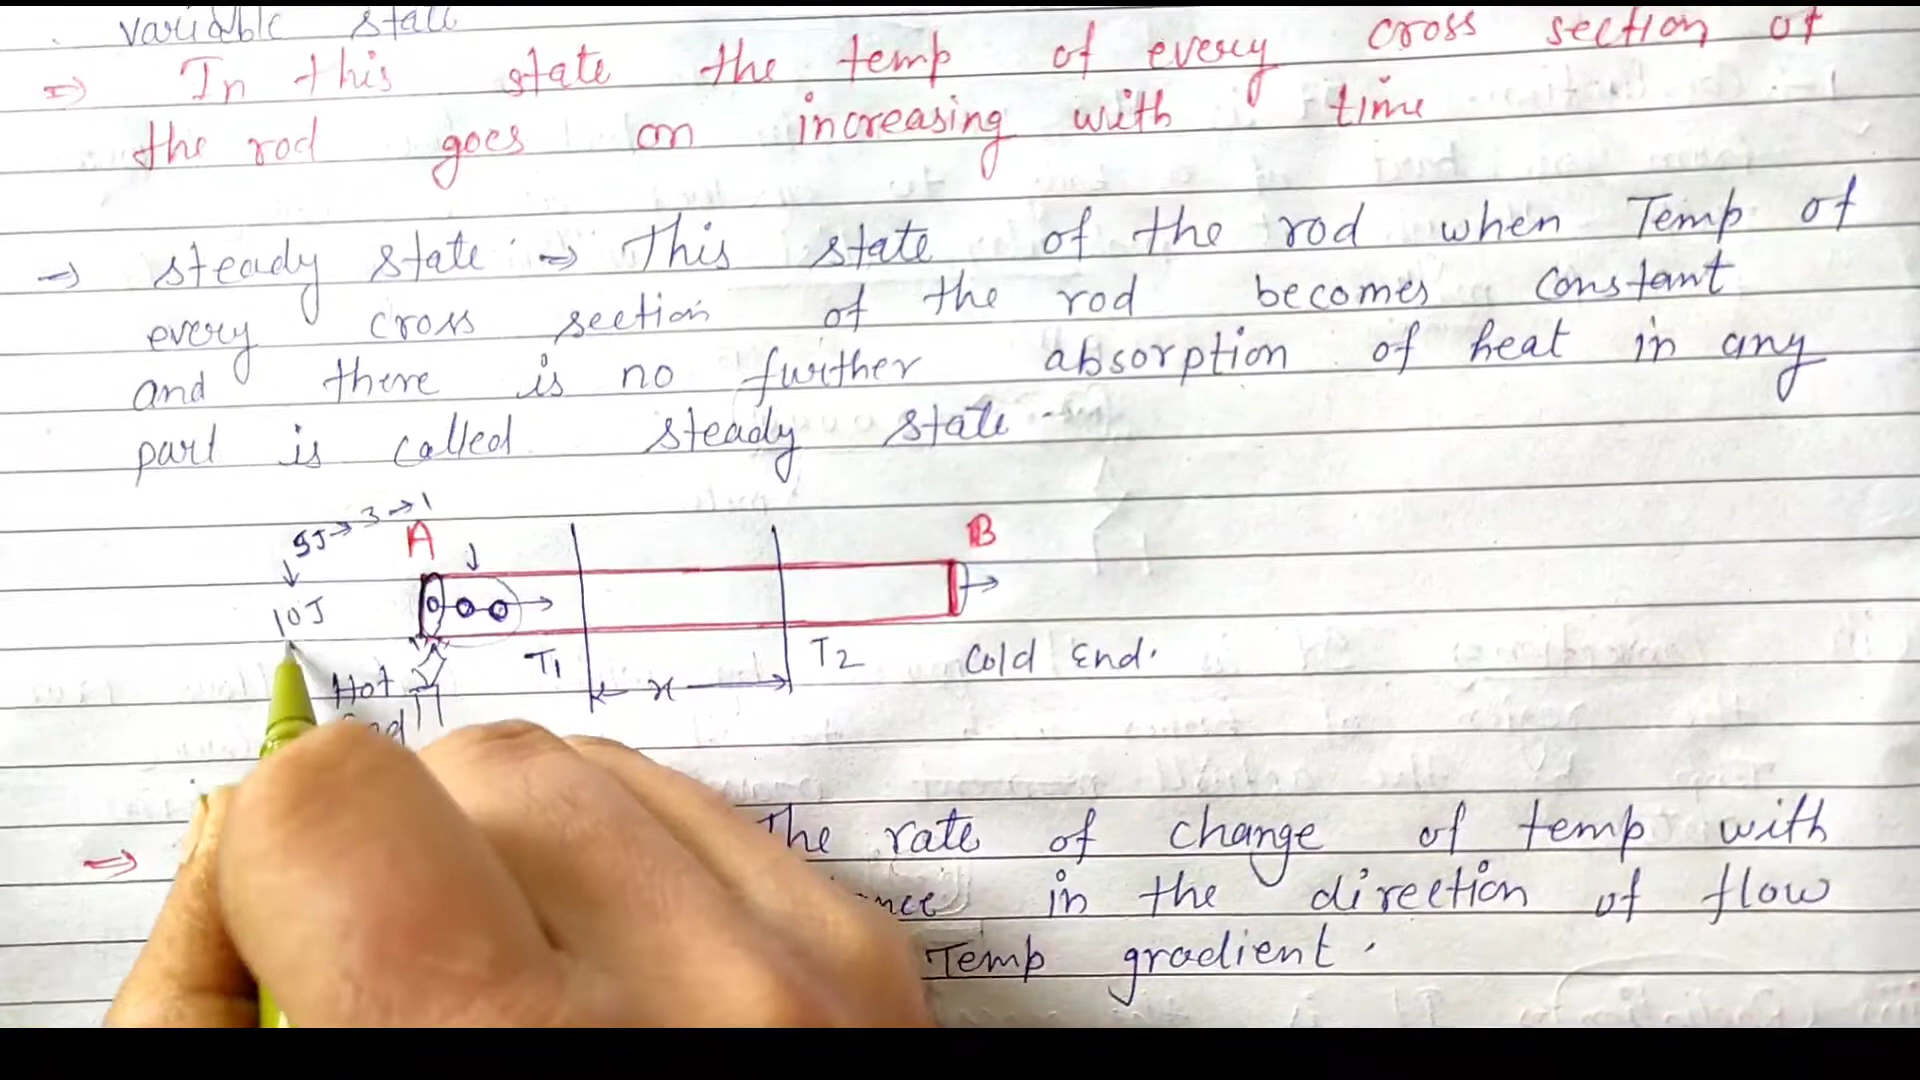 variable state
⇒ In this state the temp of every cross section of
the rod goes on increasing with time
→ steady state → This state of the rod when Temp of
every cross section of the rod becomes constant
and there is no further absorption of heat in any
part is called steady state
5J → 3 → 1
A
B
10J
T1
x
T2
Cold End.
Hot
⇒ The rate of change of temp with
in the direction of flow
Temp gradient.